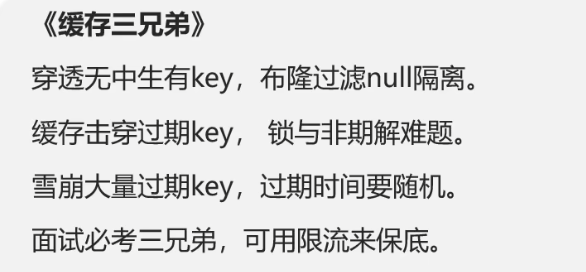 《缓存三兄弟》
穿透无中生有key，布隆过滤null隔离。
缓存击穿过期key， 锁与非期解难题。
雪崩大量过期key，过期时间要随机。
面试必考三兄弟，可用限流来保底。